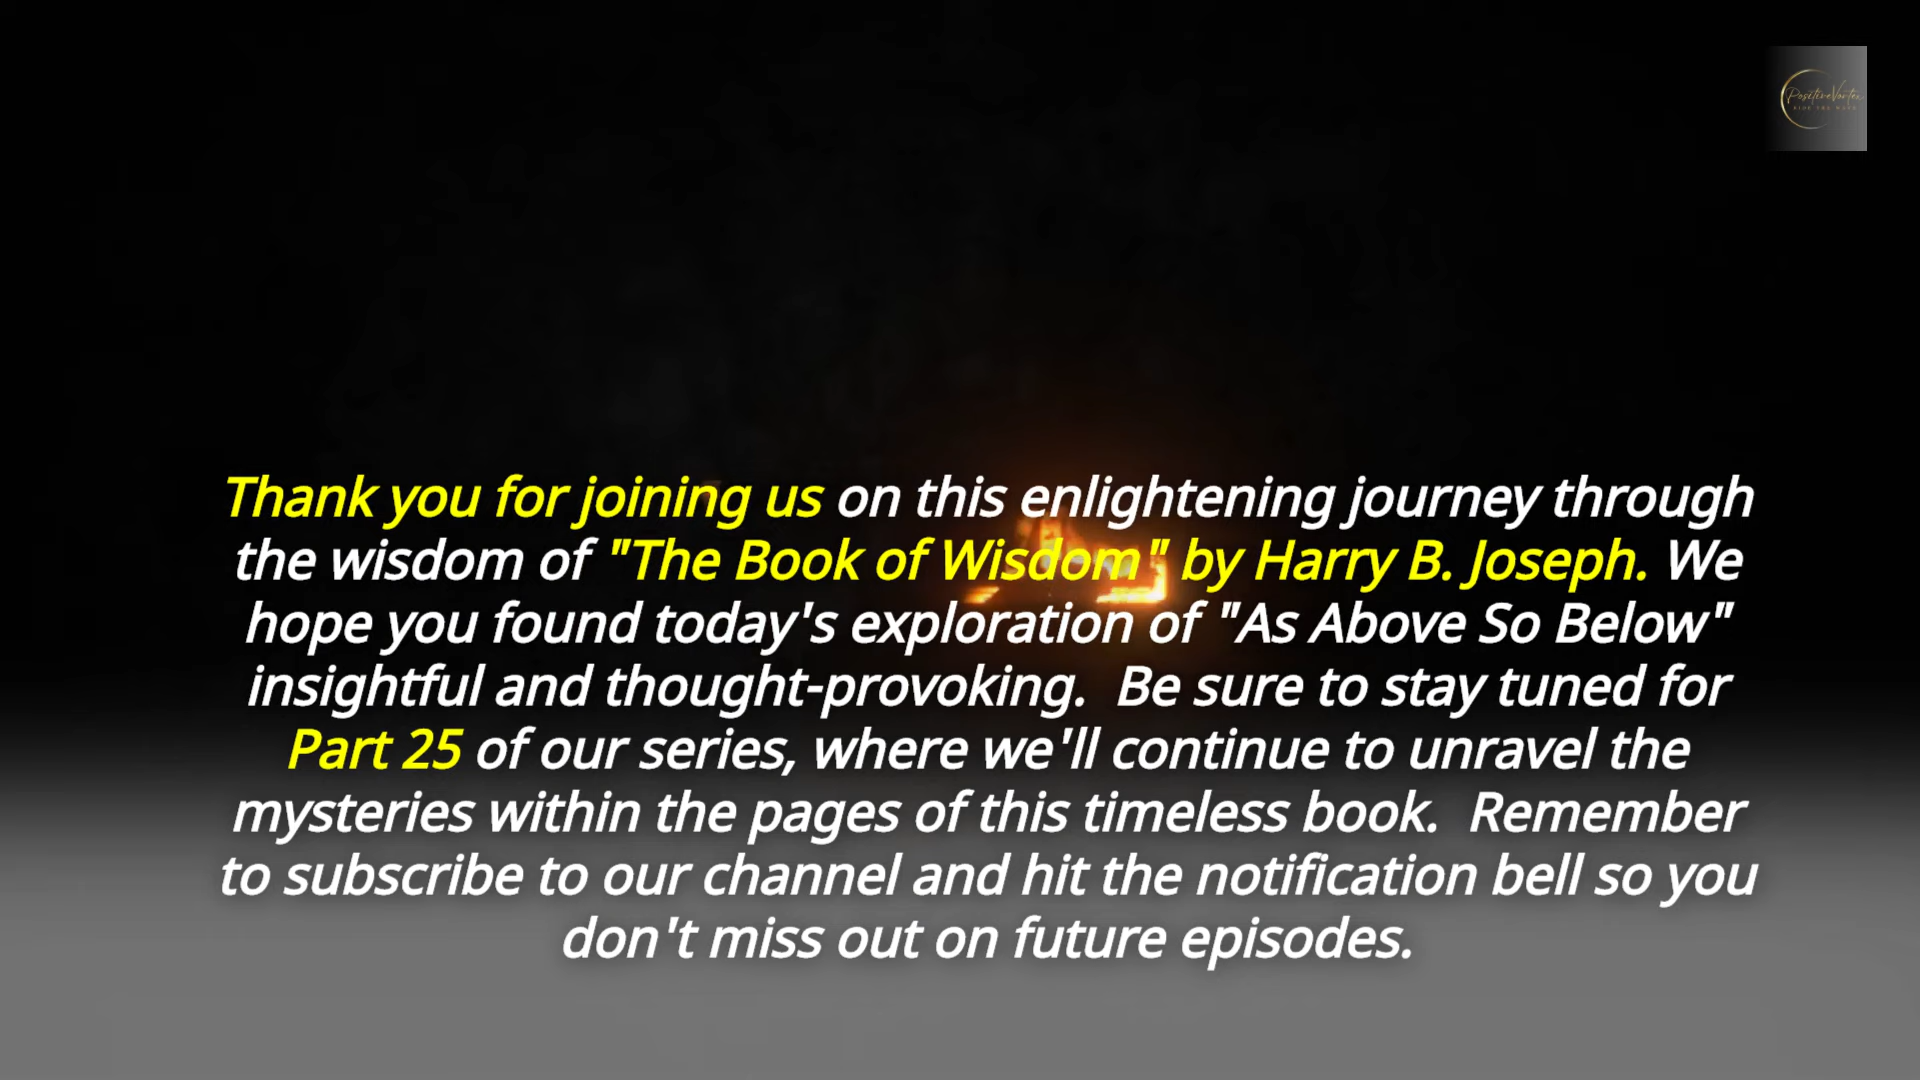 PositiveVortex
RIDE THE WAVE
Thank you for joining us on this enlightening journey through
the wisdom of "The Book of Wisdom" by Harry B. Joseph. We
hope you found today's exploration of "As Above So Below"
insightful and thought-provoking.  Be sure to stay tuned for
Part 25 of our series, where we'll continue to unravel the
mysteries within the pages of this timeless book.  Remember
to subscribe to our channel and hit the notification bell so you
don't miss out on future episodes.